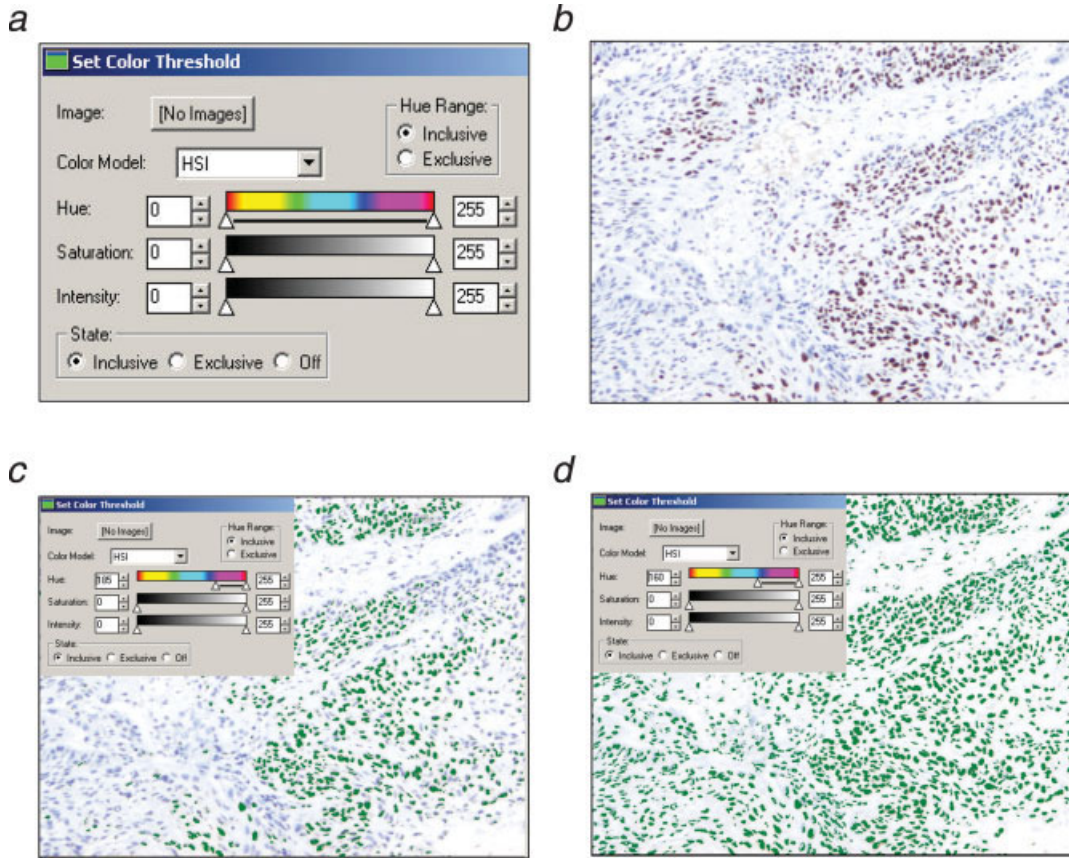 a
Set Color Threshold
Image: [No Images]
Hue Range:
Inclusive
Exclusive
Color Model: HSI
Hue: 0 255
Saturation: 0 255
Intensity: 0 255
State:
Inclusive Exclusive Off
b
c
Set Color Threshold
Image: [No Images]
Hue Range:
Inclusive
Exclusive
Color Model: HSI
Hue: 185 255
Saturation: 0 255
Intensity: 0 255
State:
Inclusive Exclusive Off
d
Set Color Threshold
Image: [No Images]
Hue Range:
Inclusive
Exclusive
Color Model: HSI
Hue: 160 255
Saturation: 0 255
Intensity: 0 255
State:
Inclusive Exclusive Off